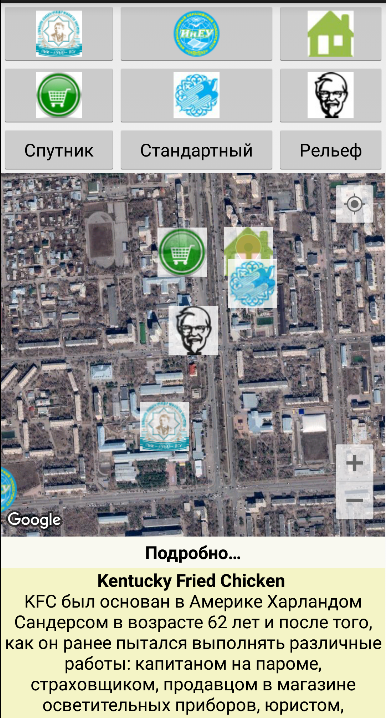 ИнЕУ
Спутник
Стандартный
Рельеф
Google
Подробно...
Kentucky Fried Chicken
KFC был основан в Америке Харландом
Сандерсом в возрасте 62 лет и после того,
как он ранее пытался выполнять различные
работы: капитаном на пароме,
страховщиком, продавцом в магазине
осветительных приборов, юристом,